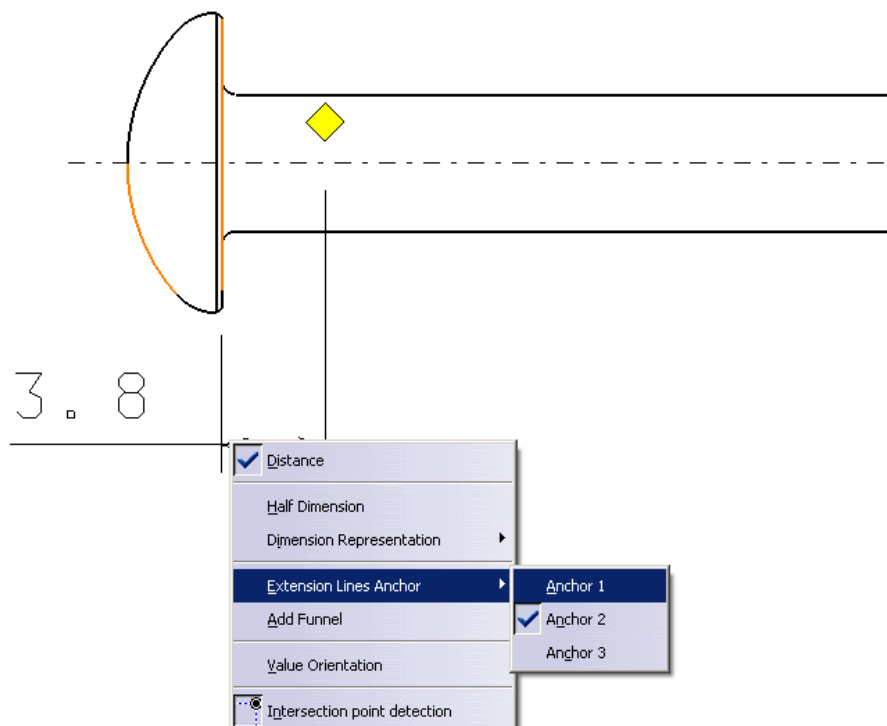 3.8
Distance
Half Dimension
Dimension Representation
Extension Lines Anchor
Anchor 1
Add Funnel
Anchor 2
Value Orientation
Anchor 3
Intersection point detection